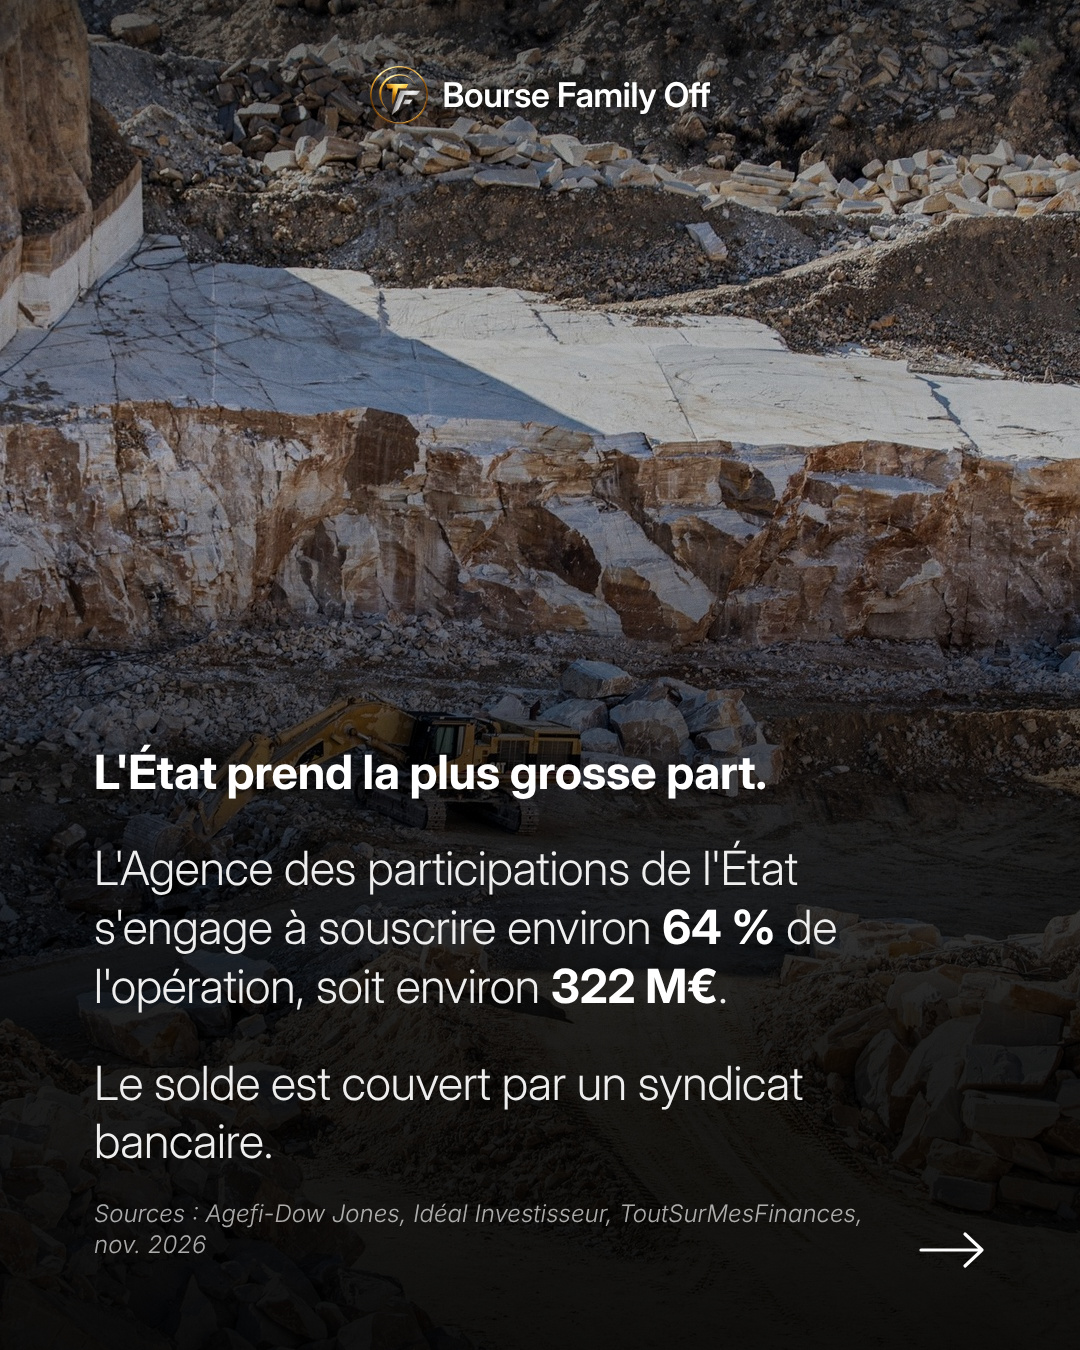 TF Bourse Family Off
L'État prend la plus grosse part.
L'Agence des participations de l'État
s'engage à souscrire environ 64 % de
l'opération, soit environ 322 M€.
Le solde est couvert par un syndicat
bancaire.
Sources : Agefi-Dow Jones, Idéal Investisseur, ToutSurMesFinances,
nov. 2026